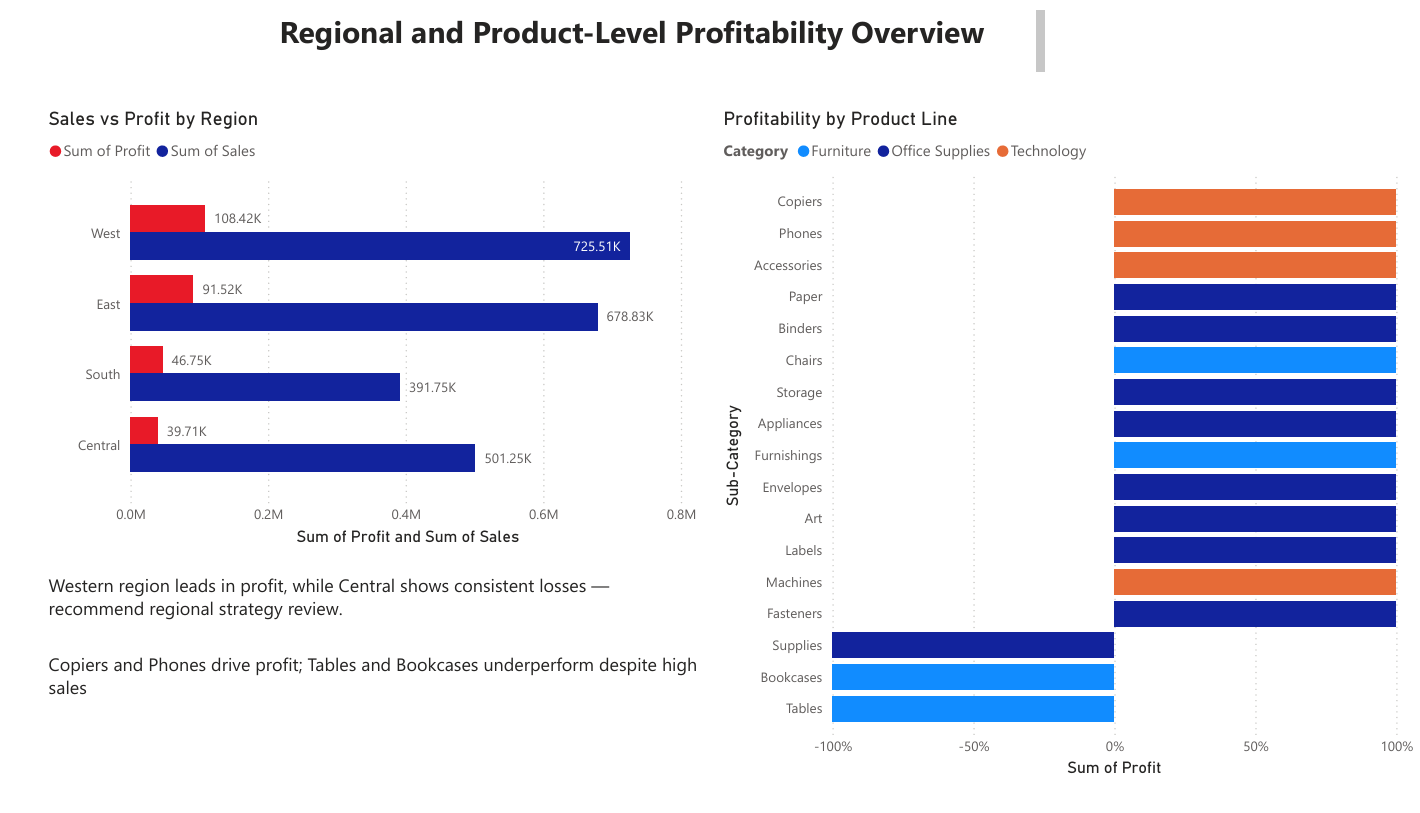 Regional and Product-Level Profitability Overview
Sales vs Profit by Region
Sum of Profit Sum of Sales
West
108.42K
725.51K
East
91.52K
678.83K
South
46.75K
391.75K
Central
39.71K
501.25K
0.0M 0.2M 0.4M 0.6M 0.8M
Sum of Profit and Sum of Sales
Western region leads in profit, while Central shows consistent losses —
recommend regional strategy review.
Copiers and Phones drive profit; Tables and Bookcases underperform despite high
sales
Profitability by Product Line
Category Furniture Office Supplies Technology
Sub-Category
Copiers
Phones
Accessories
Paper
Binders
Chairs
Storage
Appliances
Furnishings
Envelopes
Art
Labels
Machines
Fasteners
Supplies
Bookcases
Tables
-100% -50% 0% 50% 100%
Sum of Profit